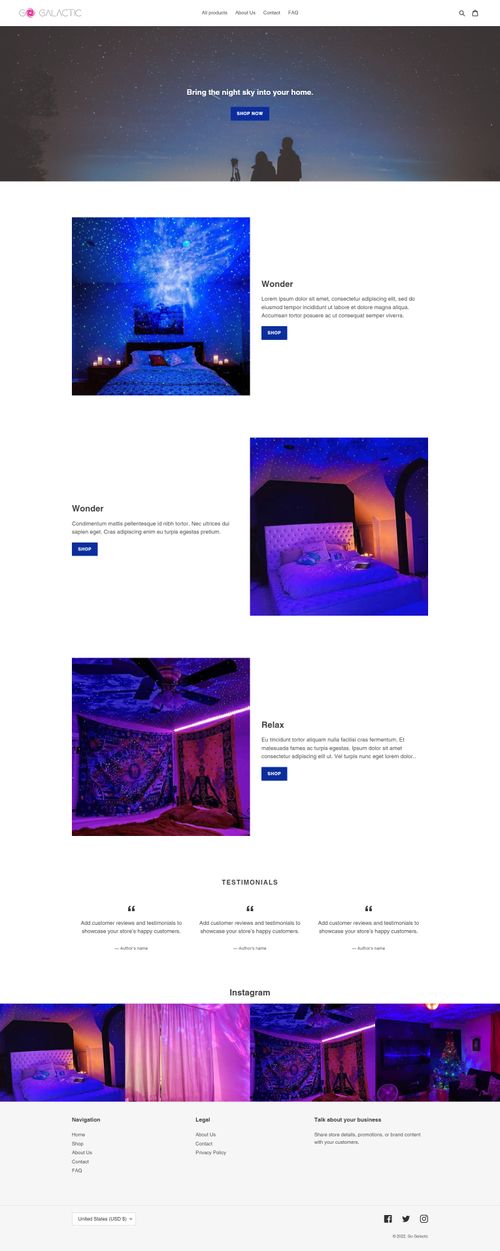 GO GALACTIC
All products About Us Contact FAQ
Bring the night sky into your home.
SHOP NOW
Wonder
Lorem ipsum dolor sit amet, consectetur adipiscing elit, sed do
eiusmod tempor incididunt ut labore et dolore magna aliqua.
Accumsan tortor posuere ac ut consequat semper viverra.
SHOP
Wonder
Condimentum mattis pellentesque id nibh tortor. Nec ultrices dui
sapien eget. Cras adipiscing enim eu turpis egestas pretium.
SHOP
Relax
Eu tincidunt tortor aliquam nulla facilisi cras fermentum. Et
malesuada fames ac turpis egestas. Ipsum dolor sit amet
consectetur adipiscing elit ut. Vel turpis nunc eget lorem dolor..
SHOP
TESTIMONIALS
“ “ “
Add customer reviews and testimonials to
showcase your store's happy customers.
— Author's name
Add customer reviews and testimonials to
showcase your store's happy customers.
— Author's name
Add customer reviews and testimonials to
showcase your store's happy customers.
— Author's name
Instagram
Navigation
Home
Shop
About Us
Contact
FAQ
Legal
About Us
Contact
Privacy Policy
Talk about your business
Share store details, promotions, or brand content
with your customers.
United States (USD $)
© 2022, Go Galactic